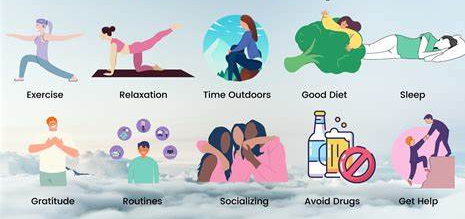 Exercise
Relaxation
Time Outdoors
Good Diet
Sleep
Gratitude
Routines
Socializing
Avoid Drugs
Get Help